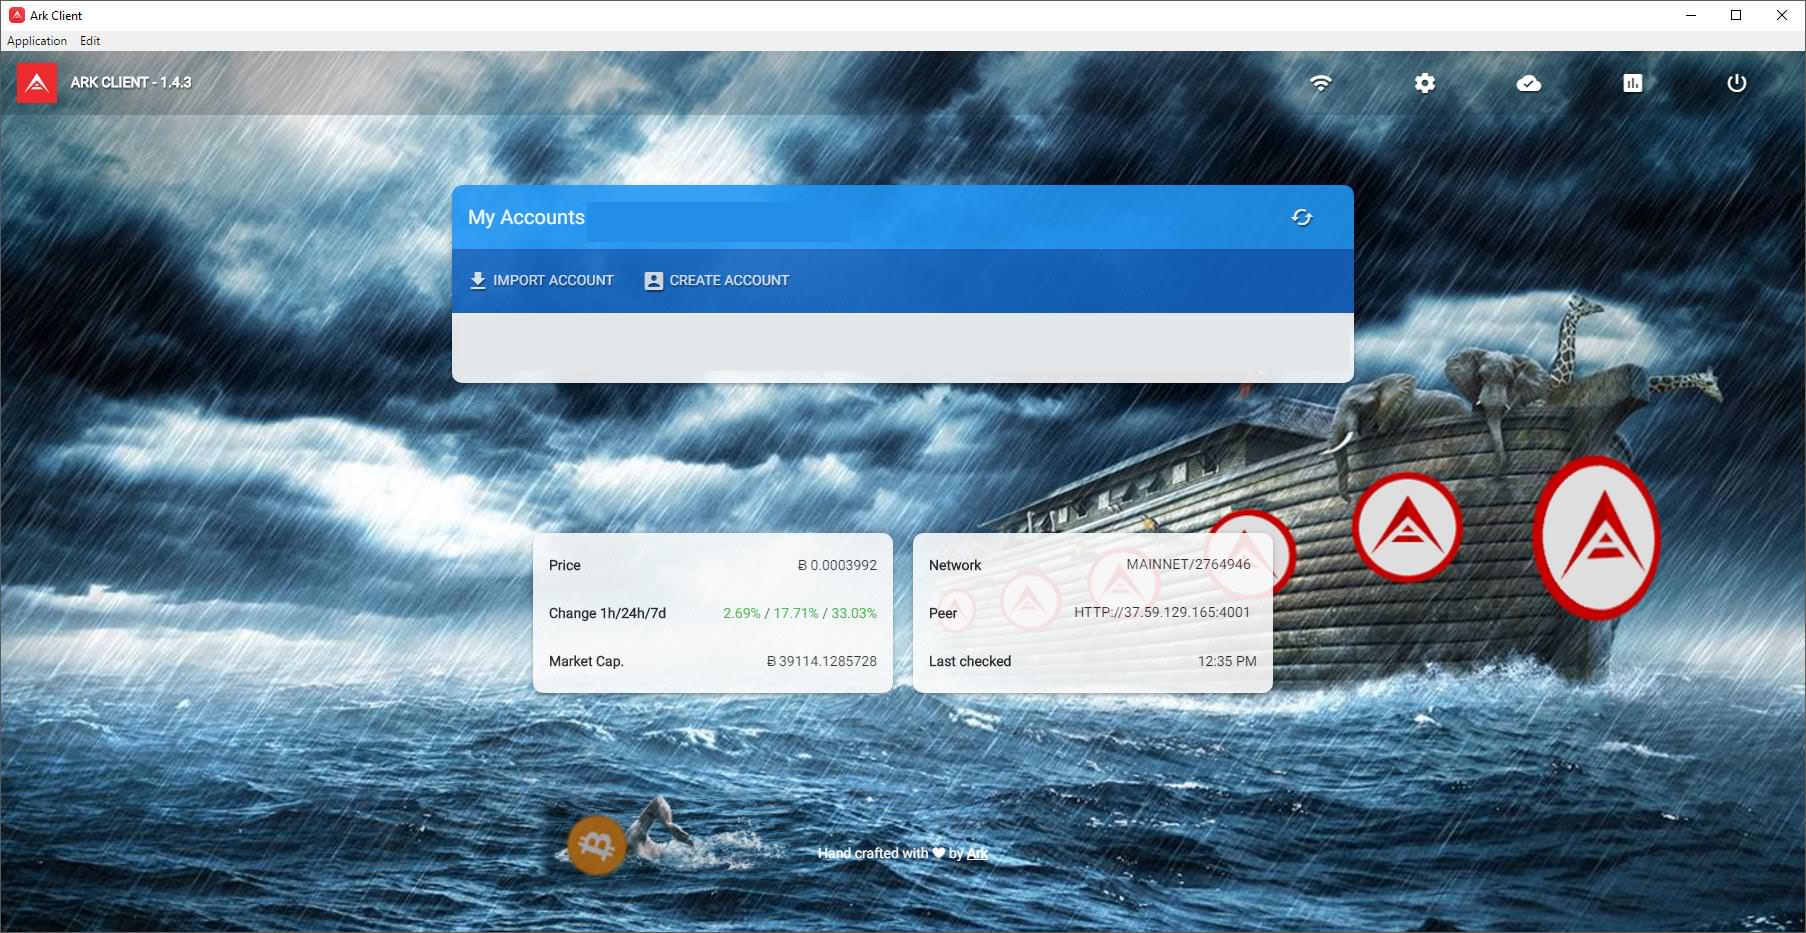 Ark Client
Application Edit
ARK CLIENT - 1.4.3
My Accounts
IMPORT ACCOUNT CREATE ACCOUNT
Price Ƀ 0.0003992
Change 1h/24h/7d 2.69% / 17.71% / 33.03%
Market Cap. Ƀ 39114.1285728
Network MAINNET/2764946
Peer HTTP://37.59.129.165:4001
Last checked 12:35 PM
Hand crafted with ♥ by Ark